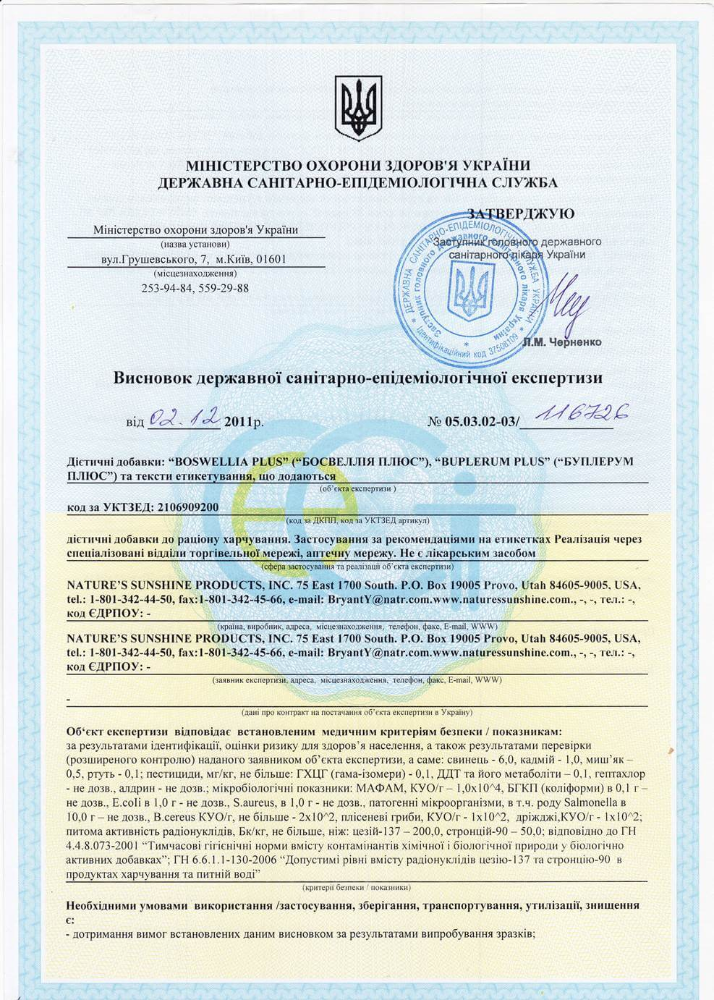 МІНІСТЕРСТВО ОХОРОНИ ЗДОРОВ'Я УКРАЇНИ
ДЕРЖАВНА САНІТАРНО-ЕПІДЕМІОЛОГІЧНА СЛУЖБА
ЗАТВЕРДЖУЮ
Міністерство охорони здоров'я України
(назва установи)
вул.Грушевського, 7, м.Київ, 01601
(місцезнаходження)
253-94-84, 559-29-88
Заступник головного державного
санітарного лікаря України
ДЕРЖАВНА САНІТАРНО-ЕПІДЕМІОЛОГІЧНА СЛУЖБА УКРАЇНИ
Заступник головного державного санітарного лікаря України
Ідентифікаційний код 37508109
Л.М. Черненко
Висновок державної санітарно-епідеміологічної експертизи
від 02.12 2011р.
№ 05.03.02-03/ 116726
Дієтичні добавки: “BOSWELLIA PLUS” (“БОСВЕЛЛІЯ ПЛЮС”), “BUPLERUM PLUS” (“БУПЛЕРУМ
ПЛЮС”) та тексти етикетування, що додаються
(об’єкта експертизи )
код за УКТЗЕД: 2106909200
(код за ДКПП, код за УКТЗЕД артикул)
дієтичні добавки до раціону харчування. Застосування за рекомендаціями на етикетках Реалізація через
спеціалізовані відділи торгівельної мережі, аптечну мережу. Не є лікарським засобом
(сфера застосування та реалізації об’єкта експертизи)
NATURE’S SUNSHINE PRODUCTS, INC. 75 East 1700 South. P.O. Box 19005 Provo, Utah 84605-9005, USA,
tel.: 1-801-342-44-50, fax:1-801-342-45-66, e-mail: BryantY@natr.com.www.naturessunshine.com., -, -, тел.: -,
код ЄДРПОУ: -
(країна, виробник, адреса, місцезнаходження, телефон, факс, E-mail, WWW)
NATURE’S SUNSHINE PRODUCTS, INC. 75 East 1700 South. P.O. Box 19005 Provo, Utah 84605-9005, USA,
tel.: 1-801-342-44-50, fax:1-801-342-45-66, e-mail: BryantY@natr.com.www.naturessunshine.com., -, -, тел.: -,
код ЄДРПОУ: -
(заявник експертизи, адреса, місцезнаходження, телефон, факс, E-mail, WWW)
-
(дані про контракт на постачання об’єкта експертизи в Україну)
Об‘єкт експертизи відповідає встановленим медичним критеріям безпеки / показникам:
за результатами ідентифікації, оцінки ризику для здоров’я населення, а також результатами перевірки
(розширеного контролю) наданого заявником об’єкта експертизи, а саме: свинець - 6,0, кадмій - 1,0, миш’як –
0,5, ртуть - 0,1; пестициди, мг/кг, не більше: ГХЦГ (гама-ізомери) - 0,1, ДДТ та його метаболіти – 0,1, гептахлор
- не дозв., алдрин - не дозв.; мікробіологічні показники: МАФАМ, КУО/г – 1,0х10^4, БГКП (коліформи) в 0,1 г –
не дозв., E.coli в 1,0 г - не дозв., S.aureus, в 1,0 г - не дозв., патогенні мікроорганізми, в т.ч. роду Salmonella в
10,0 г – не дозв., B.cereus КУО/г, не більше - 2х10^2, плісеневі гриби, КУО/г - 1х10^2, дріжджі,КУО/г - 1х10^2;
питома активність радіонуклідів, Бк/кг, не більше, ніж: цезій-137 – 200,0, стронцій-90 – 50,0; відповідно до ГН
4.4.8.073-2001 “Тимчасові гігієнічні норми вмісту контамінантів хімічної і біологічної природи у біологічно
активних добавках”; ГН 6.6.1.1-130-2006 “Допустимі рівні вмісту радіонуклідів цезію-137 та стронцію-90 в
продуктах харчування та питній воді”
(критерії безпеки / показники)
Необхідними умовами використання /застосування, зберігання, транспортування, утилізації, знищення
є:
- дотримання вимог встановлених даним висновком за результатами випробування зразків;